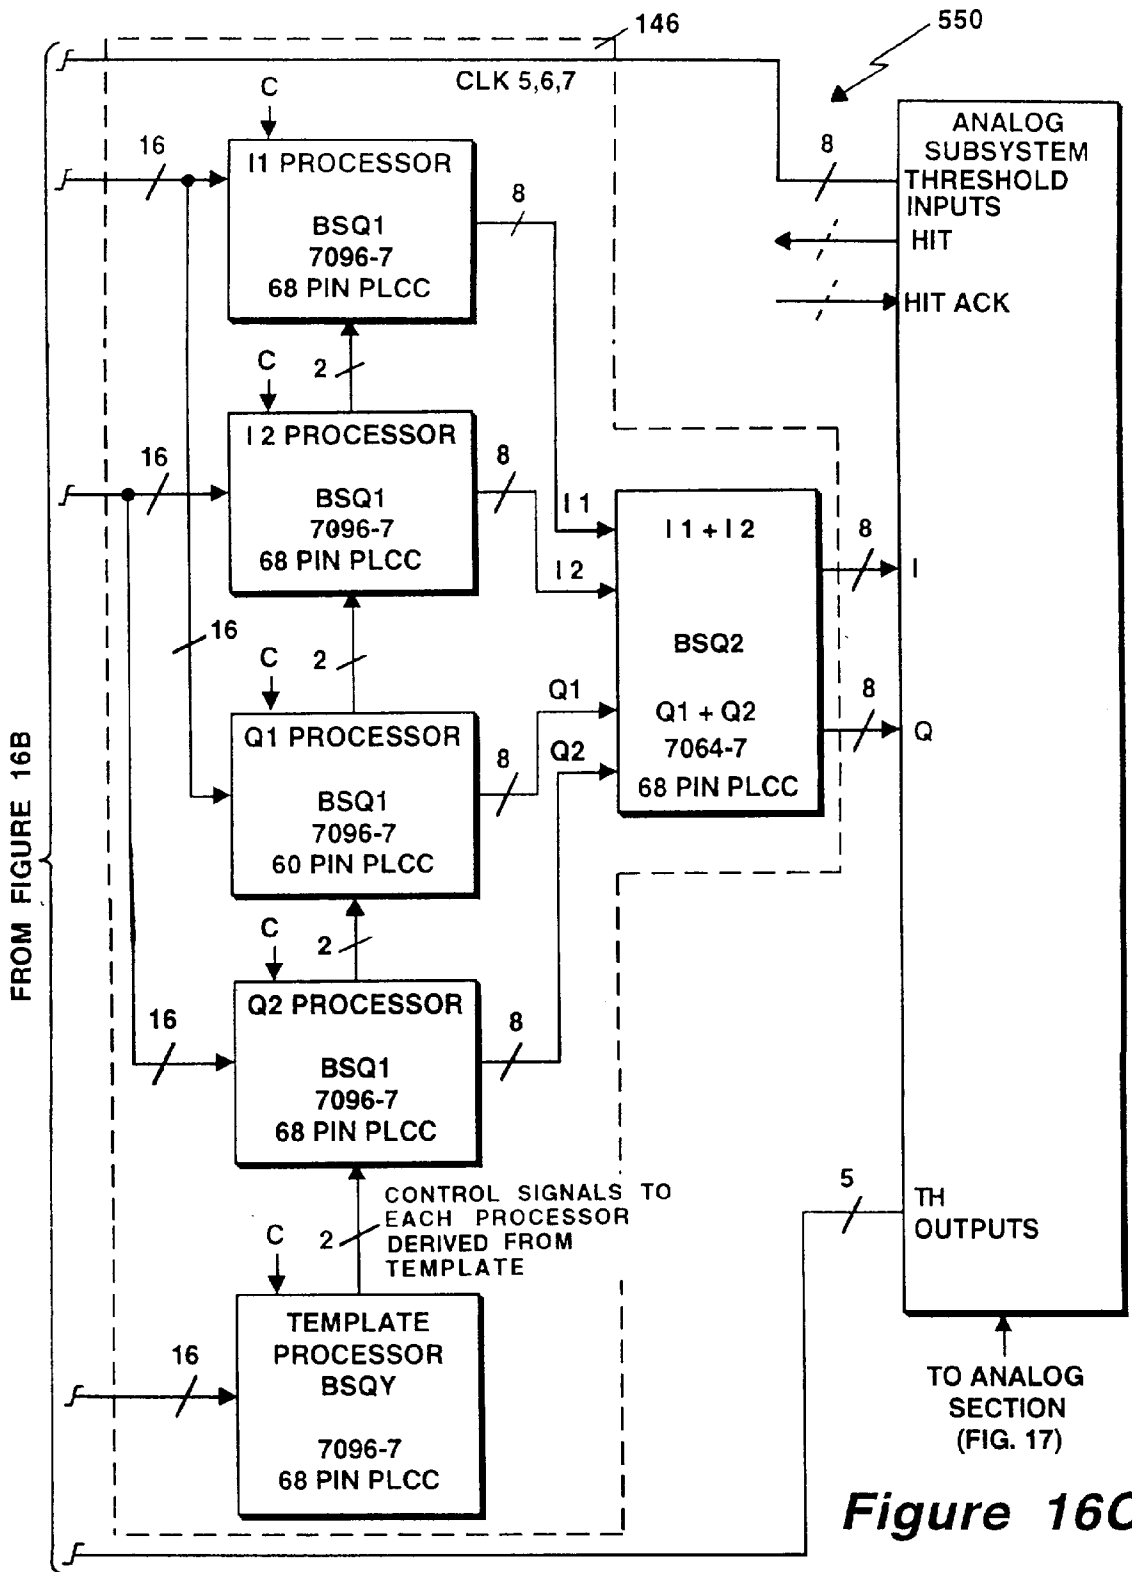 146
550
CLK 5,6,7
C
16
I1 PROCESSOR
BSQ1
7096-7
68 PIN PLCC
8
8
ANALOG
SUBSYSTEM
THRESHOLD
INPUTS
HIT
HIT ACK
2
C
16
I 2 PROCESSOR
BSQ1
7096-7
68 PIN PLCC
8
I 1
I 2
I 1 + I 2
BSQ2
Q1 + Q2
7064-7
68 PIN PLCC
8
I
8
Q
16
2
C
Q1 PROCESSOR
BSQ1
7096-7
60 PIN PLCC
8
Q1
Q2
FROM FIGURE 16B
2
C
16
Q2 PROCESSOR
BSQ1
7096-7
68 PIN PLCC
8
CONTROL SIGNALS TO
EACH PROCESSOR
DERIVED FROM
TEMPLATE
2
C
16
TEMPLATE
PROCESSOR
BSQY
7096-7
68 PIN PLCC
5
TH
OUTPUTS
TO ANALOG
SECTION
(FIG. 17)
Figure 16C